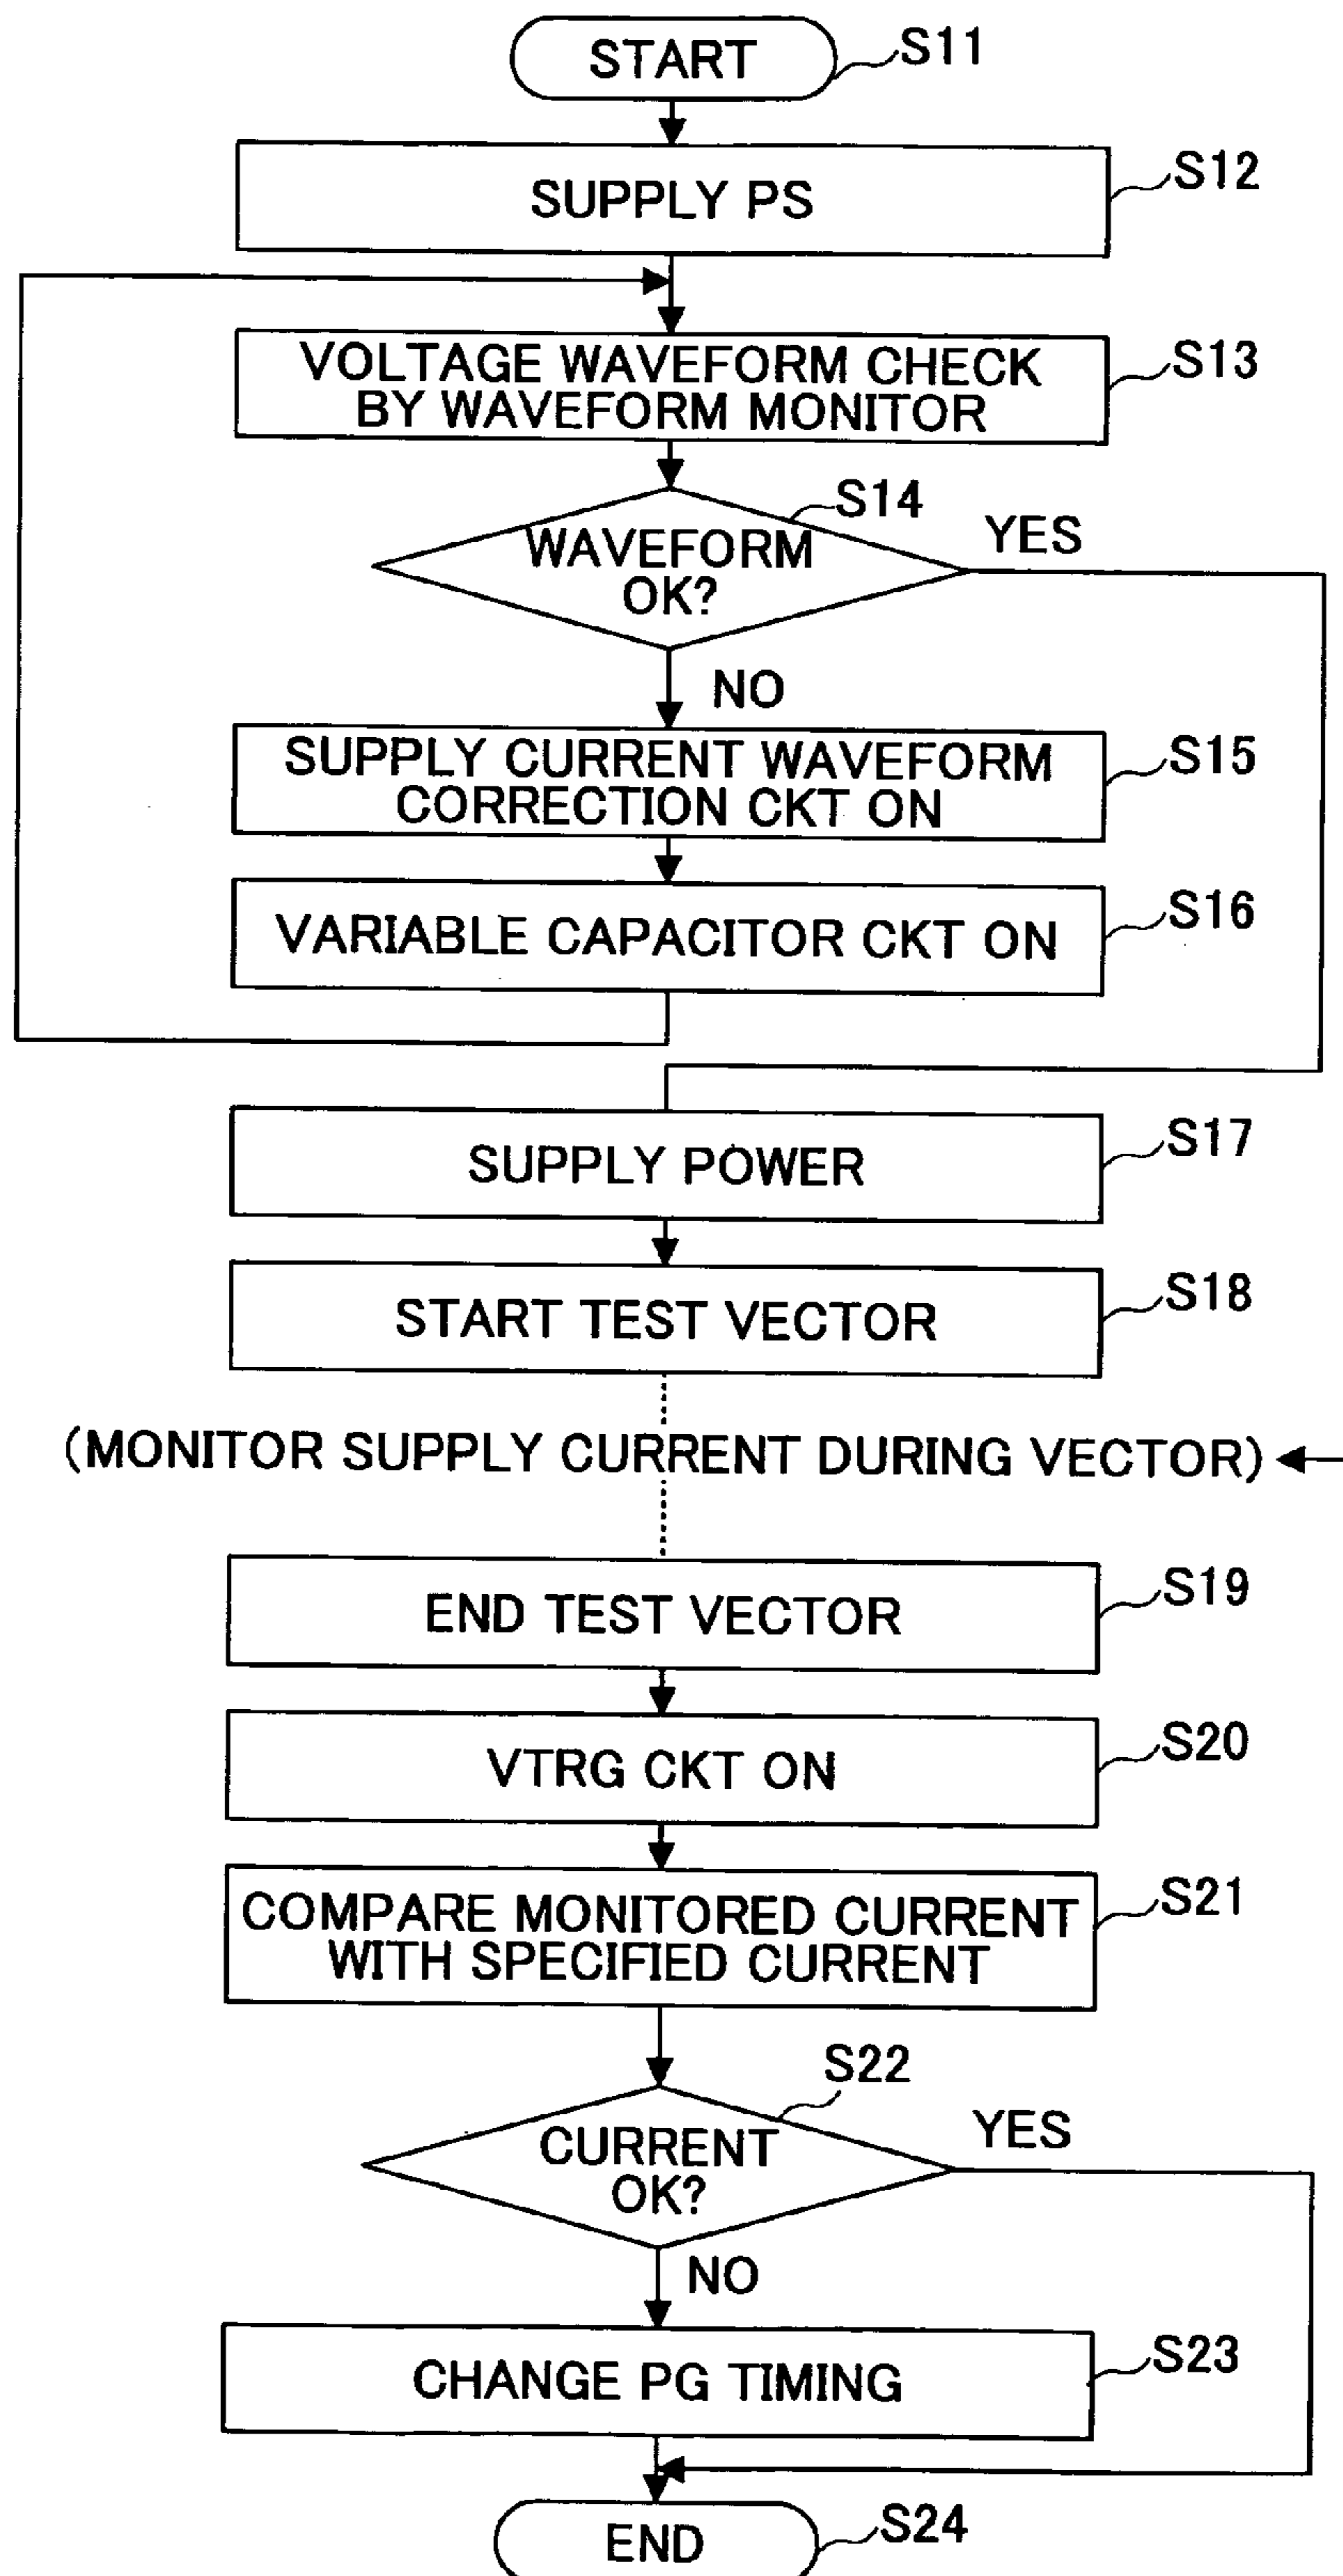 START
S11
SUPPLY PS
S12
VOLTAGE WAVEFORM CHECK
BY WAVEFORM MONITOR
S13
S14
WAVEFORM
OK?
YES
NO
SUPPLY CURRENT WAVEFORM
CORRECTION CKT ON
S15
VARIABLE CAPACITOR CKT ON
S16
SUPPLY POWER
S17
START TEST VECTOR
S18
(MONITOR SUPPLY CURRENT DURING VECTOR)
END TEST VECTOR
S19
VTRG CKT ON
S20
COMPARE MONITORED CURRENT
WITH SPECIFIED CURRENT
S21
S22
CURRENT
OK?
YES
NO
CHANGE PG TIMING
S23
END
S24